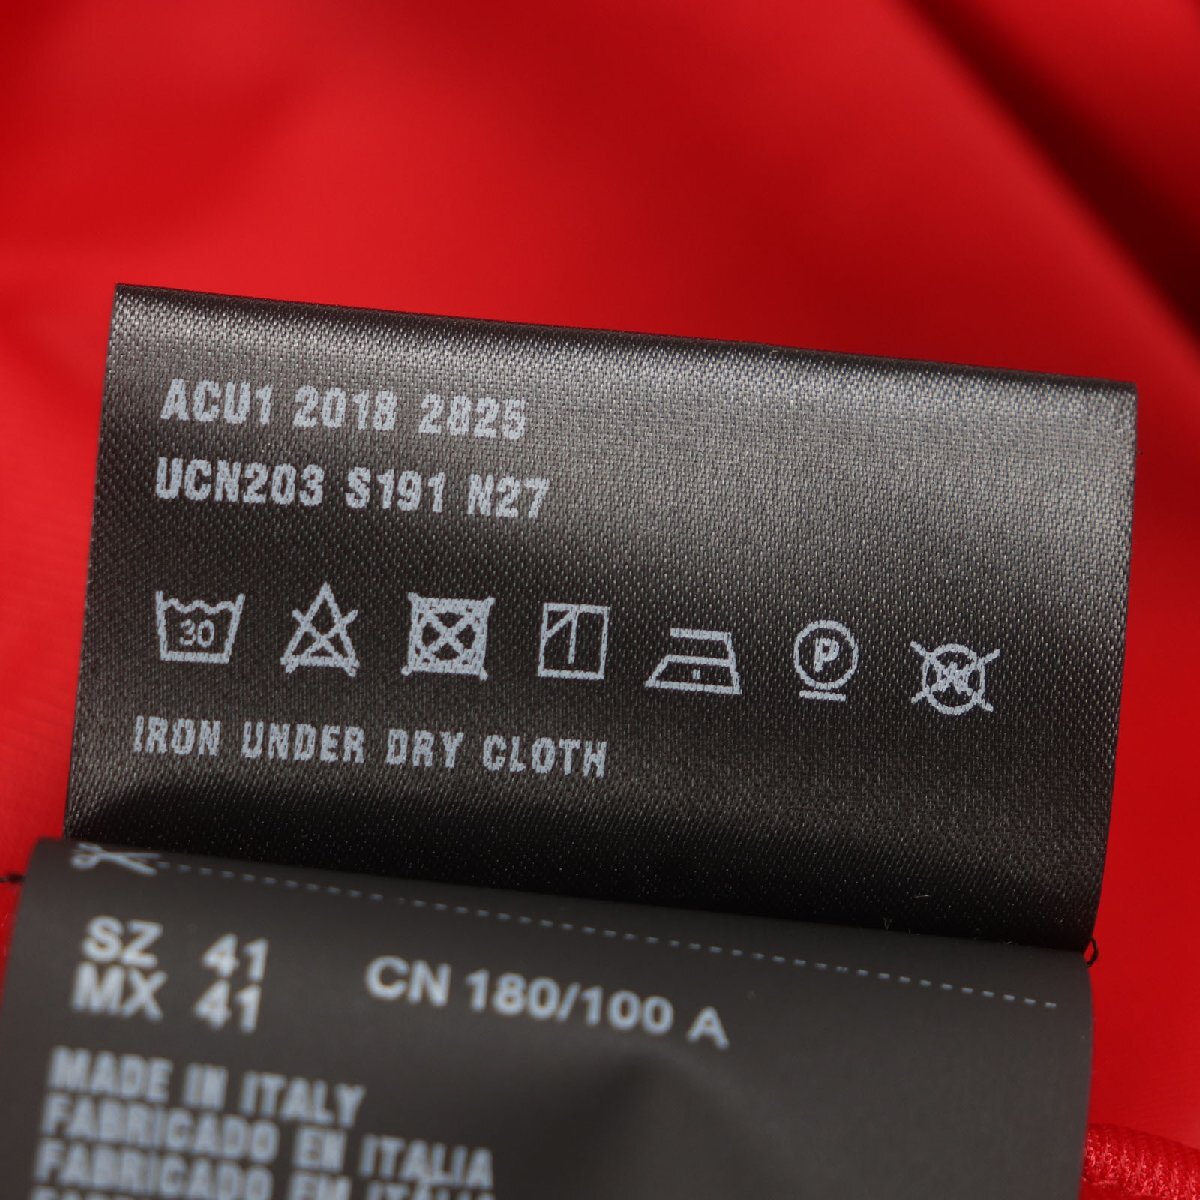 ACU1 2018 2825
UCN203 S191 N27
30 P W
IRON UNDER DRY CLOTH
SZ 41
MX 41
CN 180/100 A
MADE IN ITALY
FABRICADO EN ITALIA
FABRICADO EM ITALIA